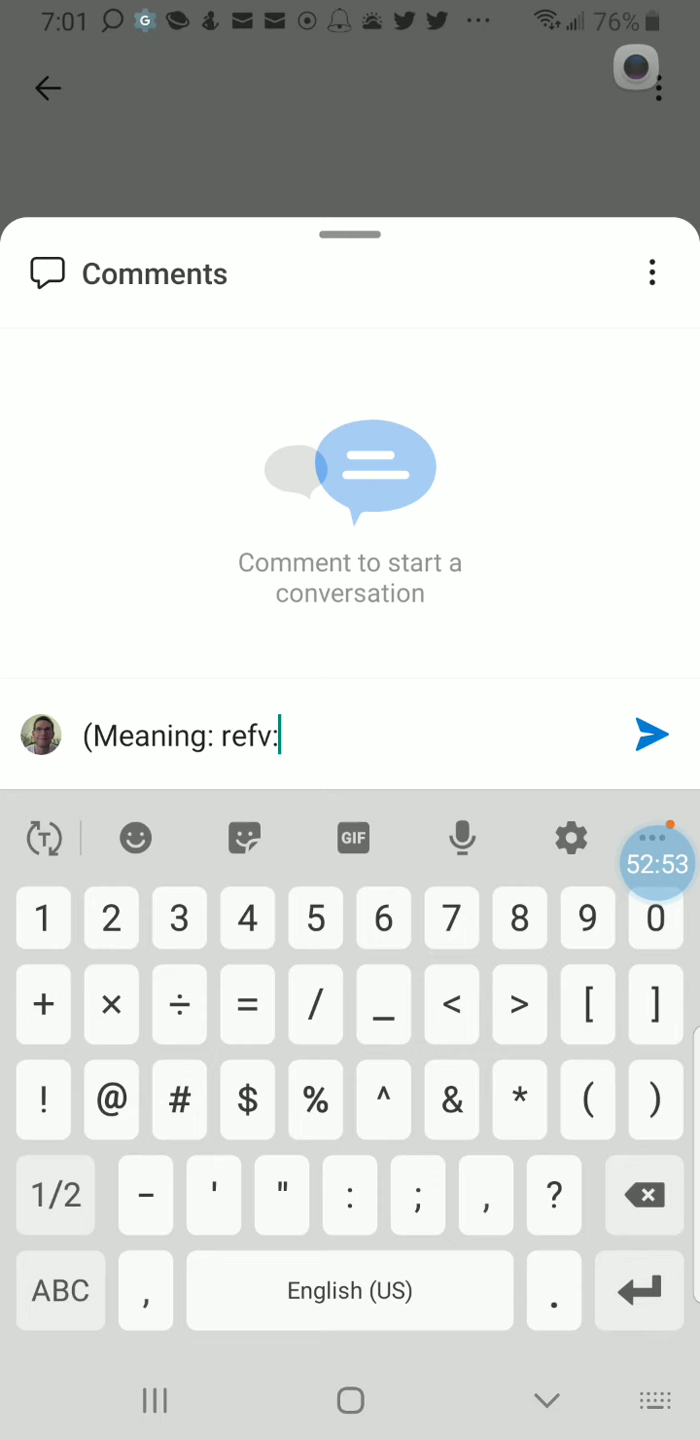 7:01 G 76%
Comments
Comment to start a
conversation
(Meaning: refv:
GIF
52:53
1 2 3 4 5 6 7 8 9 0
+ × ÷ = / _ < > [ ]
! @ # $ % ^ & * ( )
1/2 - ' " : ; , ?
ABC , English (US) .